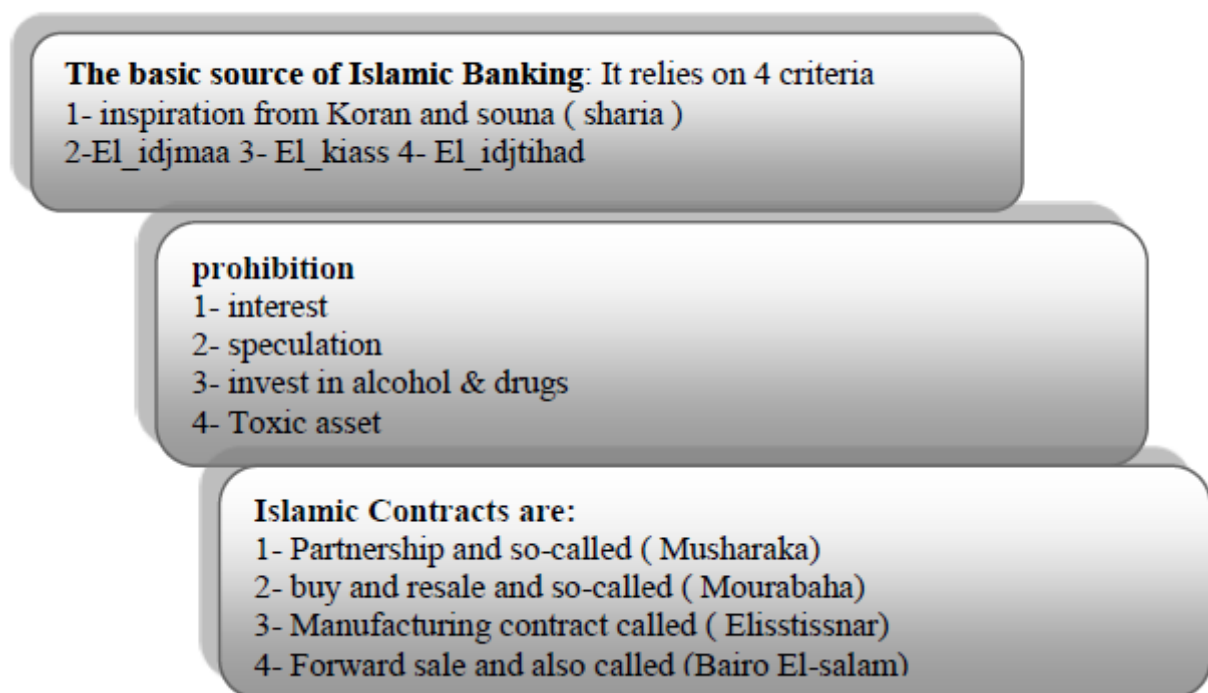 The basic source of Islamic Banking: It relies on 4 criteria
1- inspiration from Koran and souna ( sharia )
2-El_idjmaa 3- El_kiass 4- El_idjtihad
prohibition
1- interest
2- speculation
3- invest in alcohol & drugs
4- Toxic asset
Islamic Contracts are:
1- Partnership and so-called ( Musharaka)
2- buy and resale and so-called ( Mourabaha)
3- Manufacturing contract called ( Elisstissnar)
4- Forward sale and also called (Bairo El-salam)